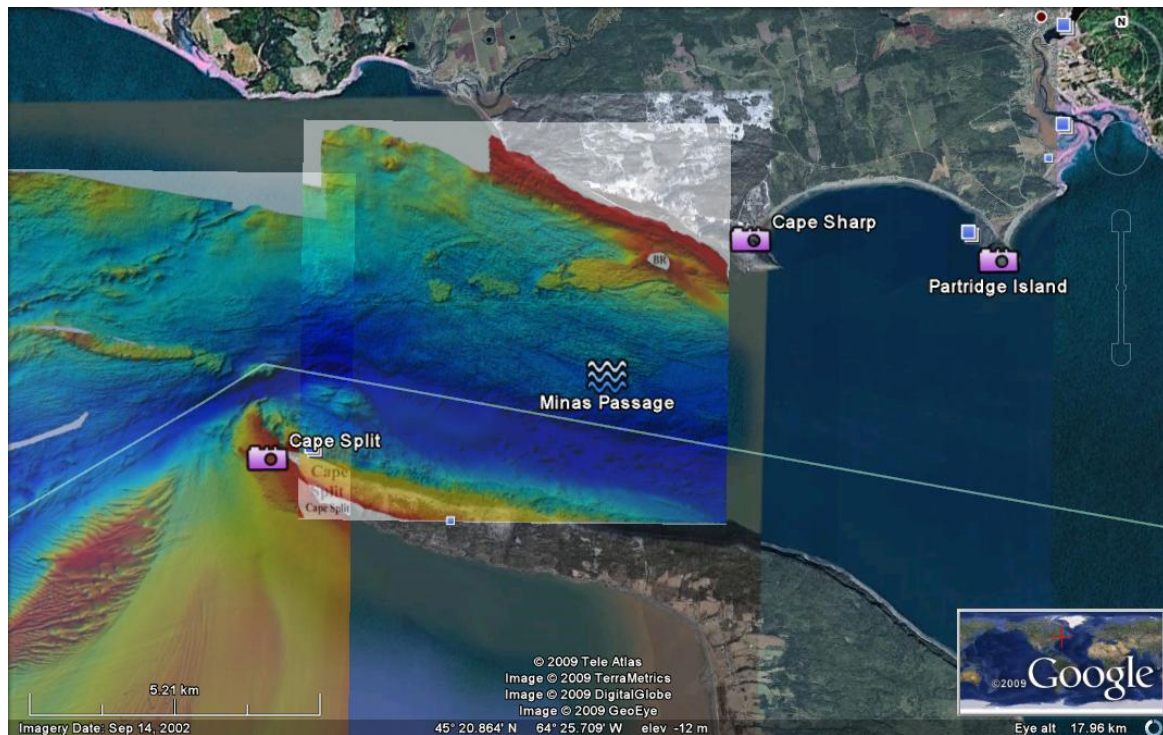 N
Cape Sharp
BR
Partridge Island
Minas Passage
Cape Split
Cape
Split
Cape Split
© 2009 Tele Atlas
Image © 2009 TerraMetrics
Image © 2009 DigitalGlobe
Image © 2009 GeoEye
©2009 Google
5.21 km
Imagery Date: Sep 14, 2002
45° 20.864' N 64° 25.709' W elev -12 m
Eye alt 17.96 km